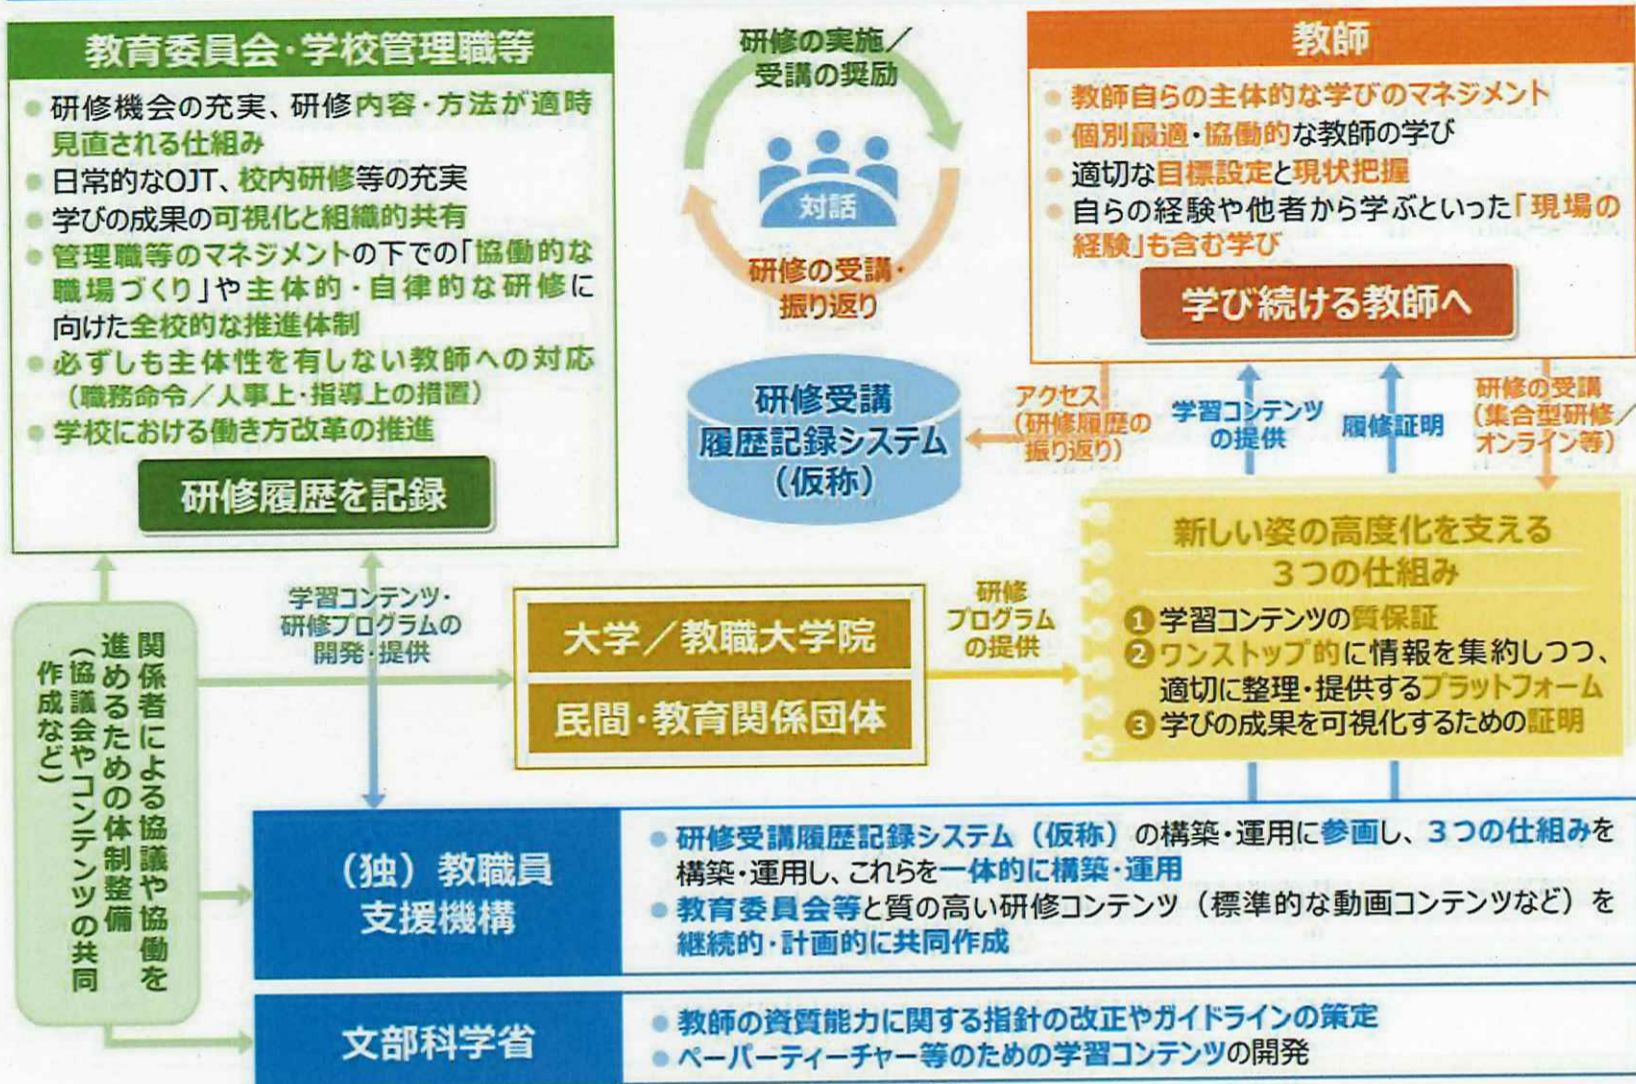 教育委員会・学校管理職等
● 研修機会の充実、研修内容・方法が適時
見直される仕組み
● 日常的なOJT、校内研修等の充実
● 学びの成果の可視化と組織的共有
● 管理職等のマネジメントの下での「協働的な
職場づくり」や主体的・自律的な研修に
向けた全校的な推進体制
● 必ずしも主体性を有しない教師への対応
（職務命令／人事上・指導上の措置）
● 学校における働き方改革の推進
研修履歴を記録
研修の実施／
受講の奨励
対話
研修の受講・
振り返り
教師
● 教師自らの主体的な学びのマネジメント
● 個別最適・協働的な教師の学び
● 適切な目標設定と現状把握
● 自らの経験や他者から学ぶといった「現場の
経験」も含む学び
学び続ける教師へ
研修受講
履歴記録システム
（仮称）
アクセス
（研修履歴の
振り返り）
学習コンテンツ
の提供
履修証明
研修の受講
（集合型研修／
オンライン等）
新しい姿の高度化を支える
３つの仕組み
❶学習コンテンツの質保証
❷ワンストップ的に情報を集約しつつ、
適切に整理・提供するプラットフォーム
❸学びの成果を可視化するための証明
学習コンテンツ・
研修プログラムの
開発・提供
大学／教職大学院
民間・教育関係団体
研修
プログラム
の提供
関係者による協議や協働を
進めるための体制整備
（協議会やコンテンツの共同
作成など）
（独）教職員
支援機構
● 研修受講履歴記録システム（仮称）の構築・運用に参画し、３つの仕組みを
構築・運用し、これらを一体的に構築・運用
● 教育委員会等と質の高い研修コンテンツ（標準的な動画コンテンツなど）を
継続的・計画的に共同作成
文部科学省
● 教師の資質能力に関する指針の改正やガイドラインの策定
● ペーパーティーチャー等のための学習コンテンツの開発